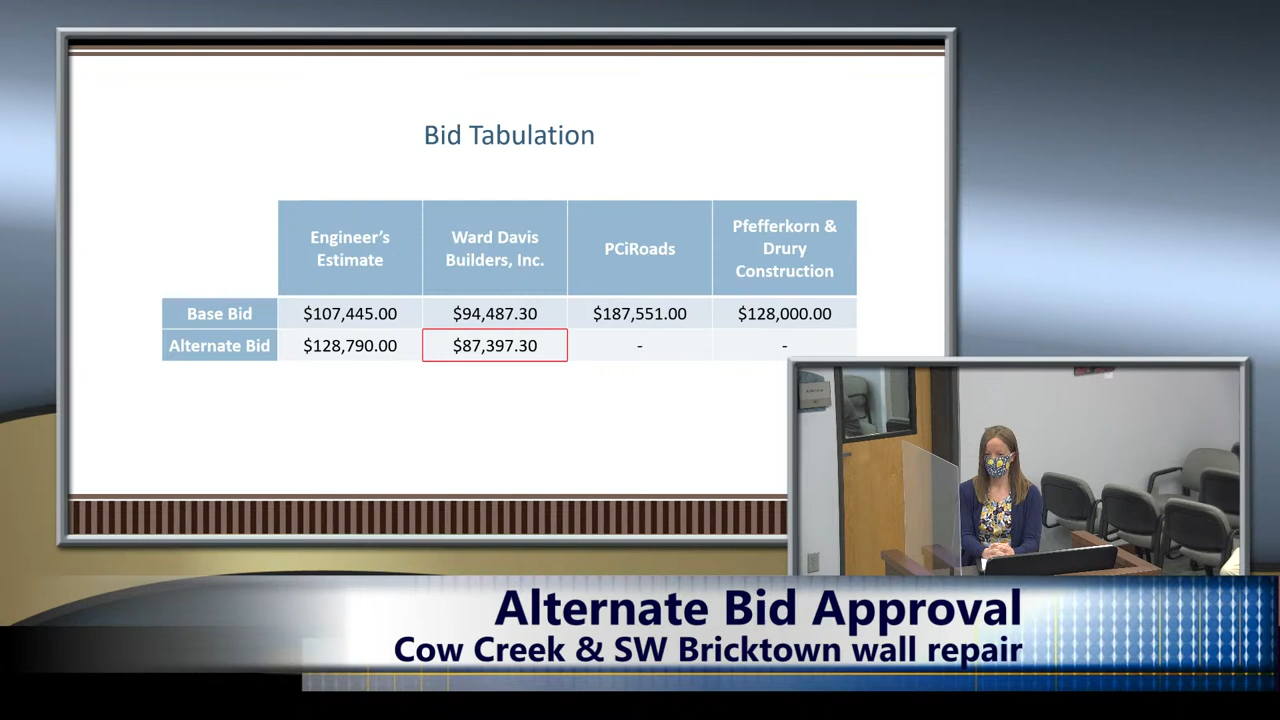 Bid Tabulation
Engineer's Estimate
Ward Davis Builders, Inc.
PCiRoads
Pfefferkorn & Drury Construction
Base Bid $107,445.00 $94,487.30 $187,551.00 $128,000.00
Alternate Bid $128,790.00 $87,397.30 - -
Alternate Bid Approval
Cow Creek & SW Bricktown wall repair